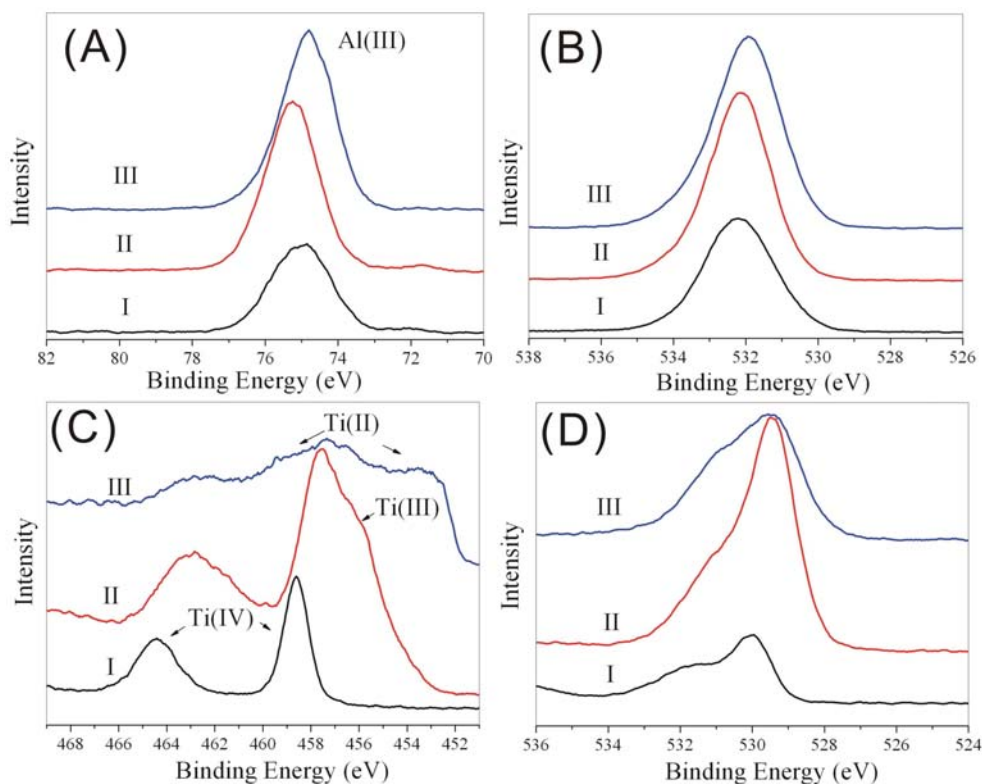 (A)
Al(III)
III
II
I
Intensity
82 80 78 76 74 72 70
Binding Energy (eV)
(B)
III
II
I
Intensity
538 536 534 532 530 528 526
Binding Energy (eV)
(C)
Ti(II)
III
Ti(III)
II
Ti(IV)
I
Intensity
468 466 464 462 460 458 456 454 452
Binding Energy (eV)
(D)
III
II
I
Intensity
536 534 532 530 528 526 524
Binding Energy (eV)